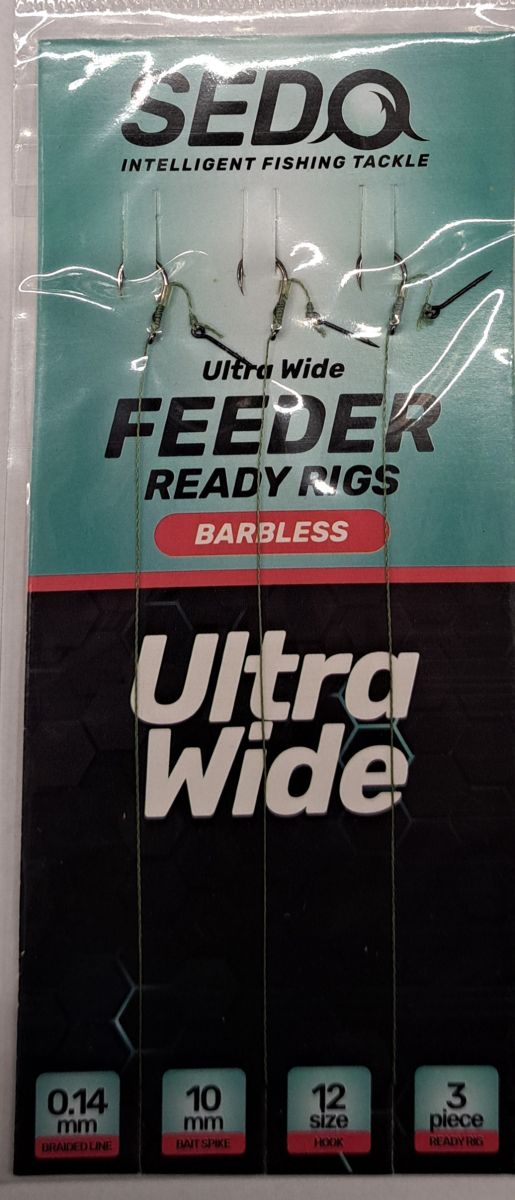 SEDO
INTELLIGENT FISHING TACKLE
Ultra Wide
FEEDER
READY RIGS
BARBLESS
Ultra
Wide
0.14
mm
BRAIDED LINE
10
mm
BAIT SPIKE
12
size
HOOK
3
piece
READY RIG